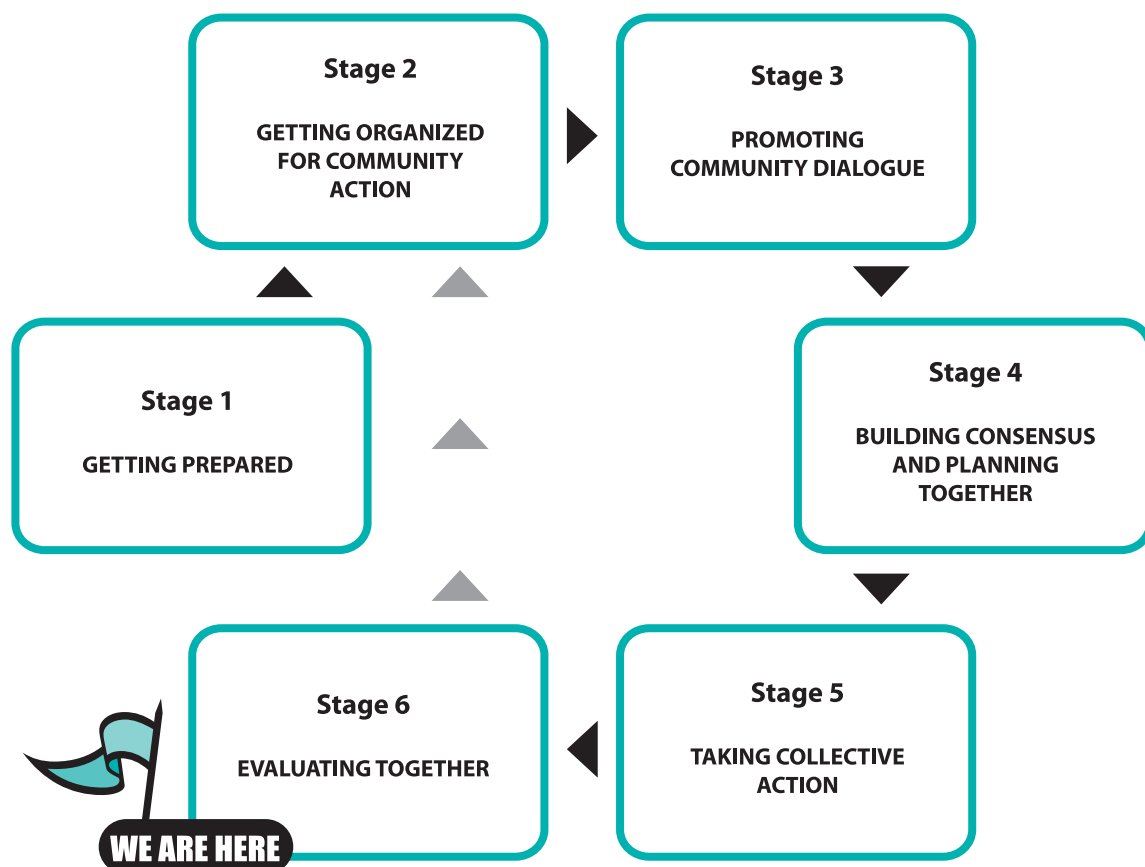 Stage 1
GETTING PREPARED
Stage 2
GETTING ORGANIZED
FOR COMMUNITY
ACTION
Stage 3
PROMOTING
COMMUNITY DIALOGUE
Stage 4
BUILDING CONSENSUS
AND PLANNING
TOGETHER
Stage 5
TAKING COLLECTIVE
ACTION
Stage 6
EVALUATING TOGETHER
WE ARE HERE